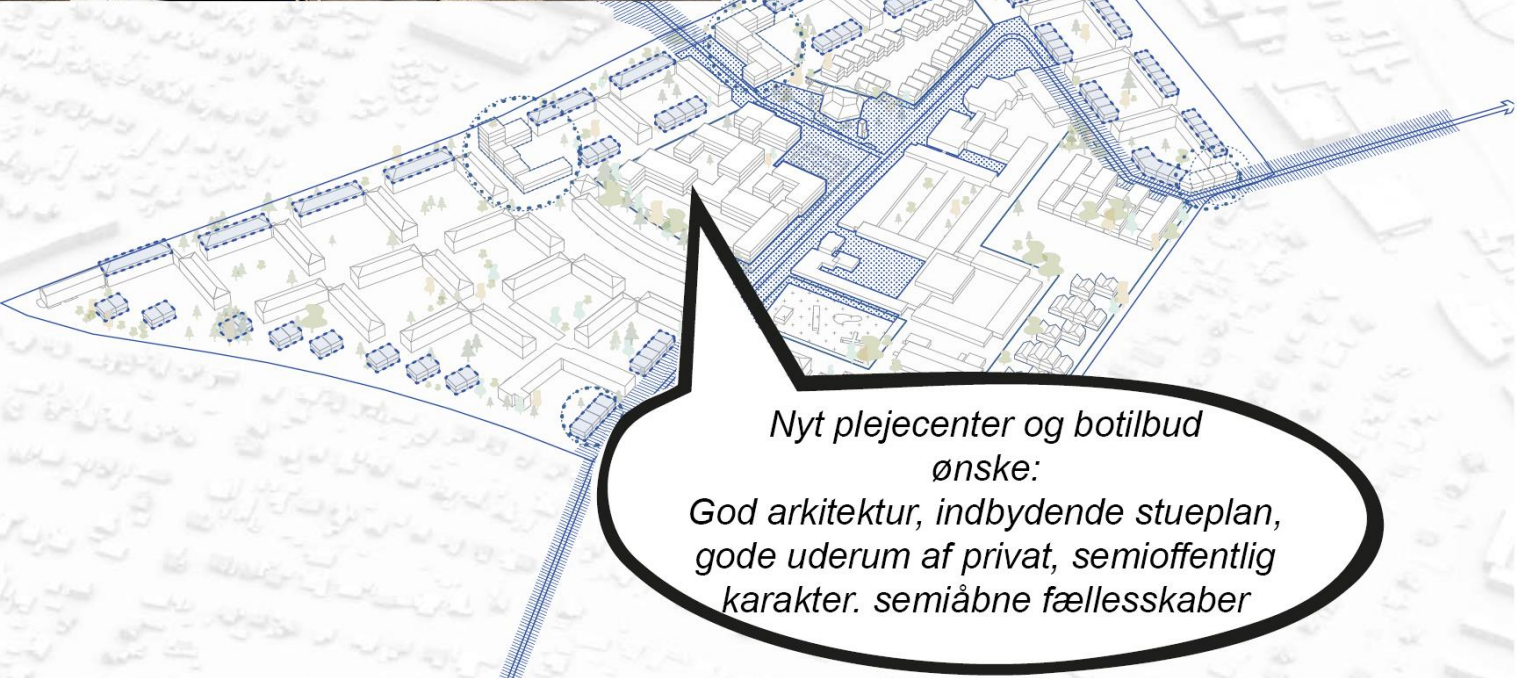 Nyt plejecenter og botilbud
ønske:
God arkitektur, indbydende stueplan,
gode uderum af privat, semioffentlig
karakter. semiåbne fællesskaber